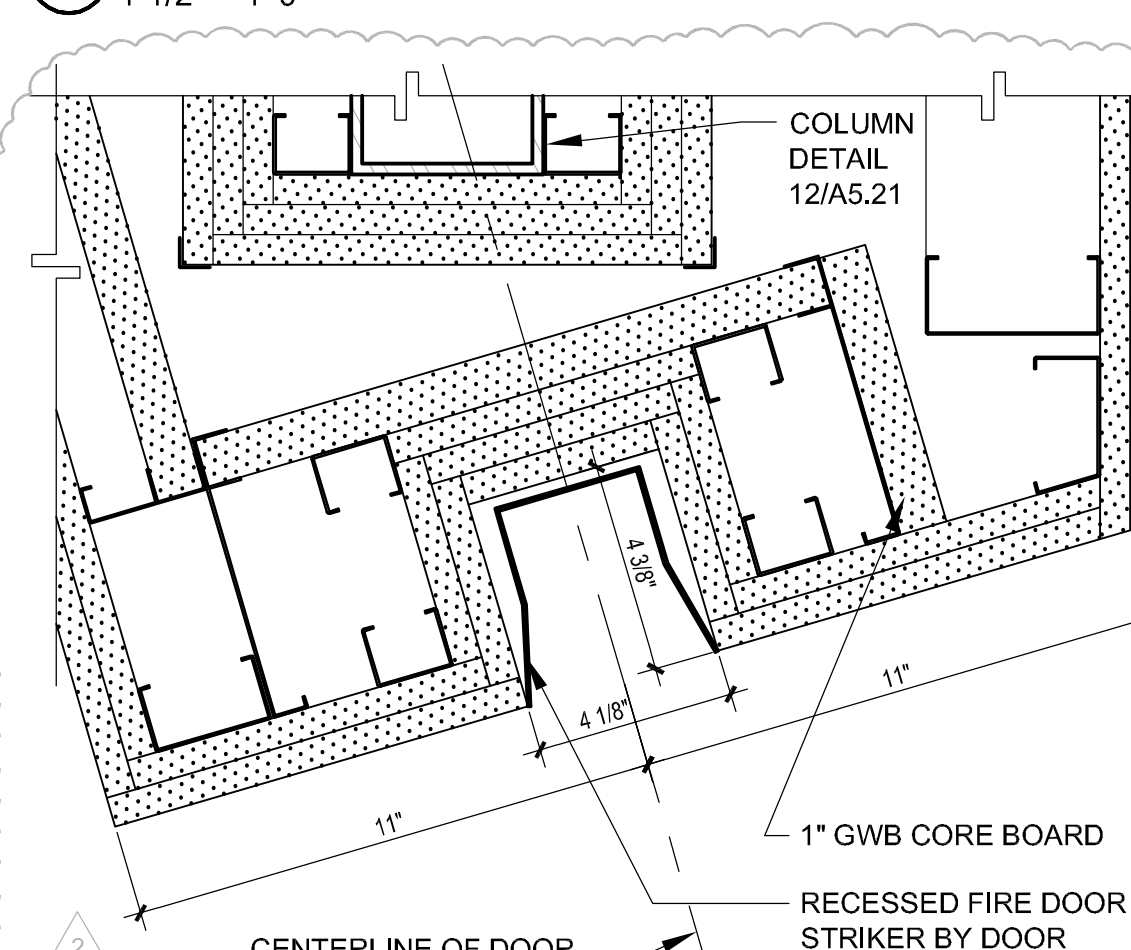 COLUMN
DETAIL
12/A5.21
4 3/8"
4 1/8"
11"
11"
1" GWB CORE BOARD
RECESSED FIRE DOOR
STRIKER BY DOOR
CENTERLINE OF DOOR
2